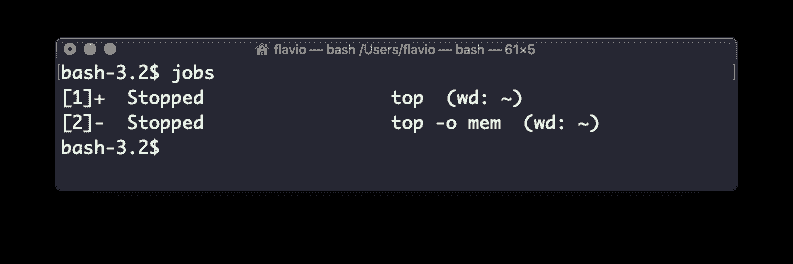 flavio — bash /Users/flavio — bash — 61×5
bash-3.2$ jobs
[1]+  Stopped                 top  (wd: ~)
[2]-  Stopped                 top -o mem  (wd: ~)
bash-3.2$